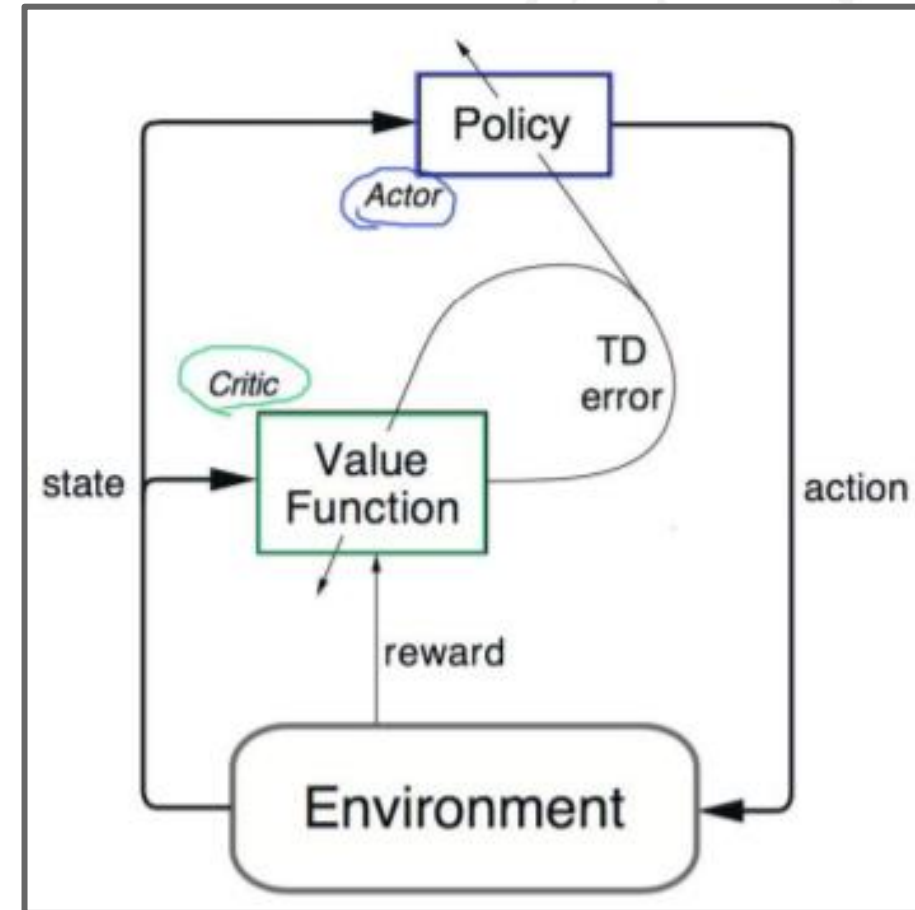 Policy
Actor
TD
error
Critic
Value
Function
state
action
reward
Environment